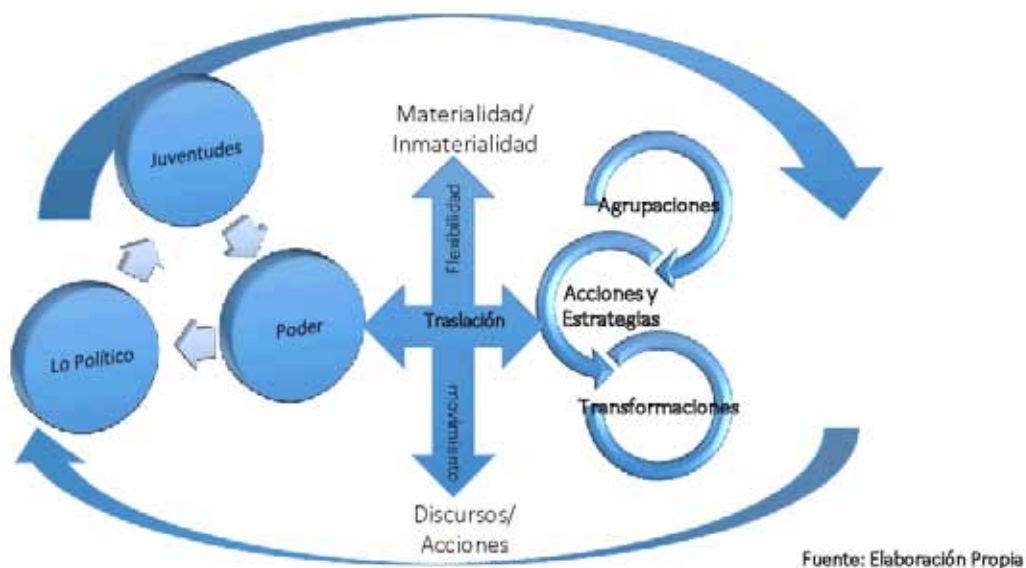 Juventudes
Lo Político
Poder
Materialidad/
Inmaterialidad
Flexibilidad
Traslación
movimiento
Discursos/
Acciones
Agrupaciones
Acciones y
Estrategias
Transformaciones
Fuente: Elaboración Propia